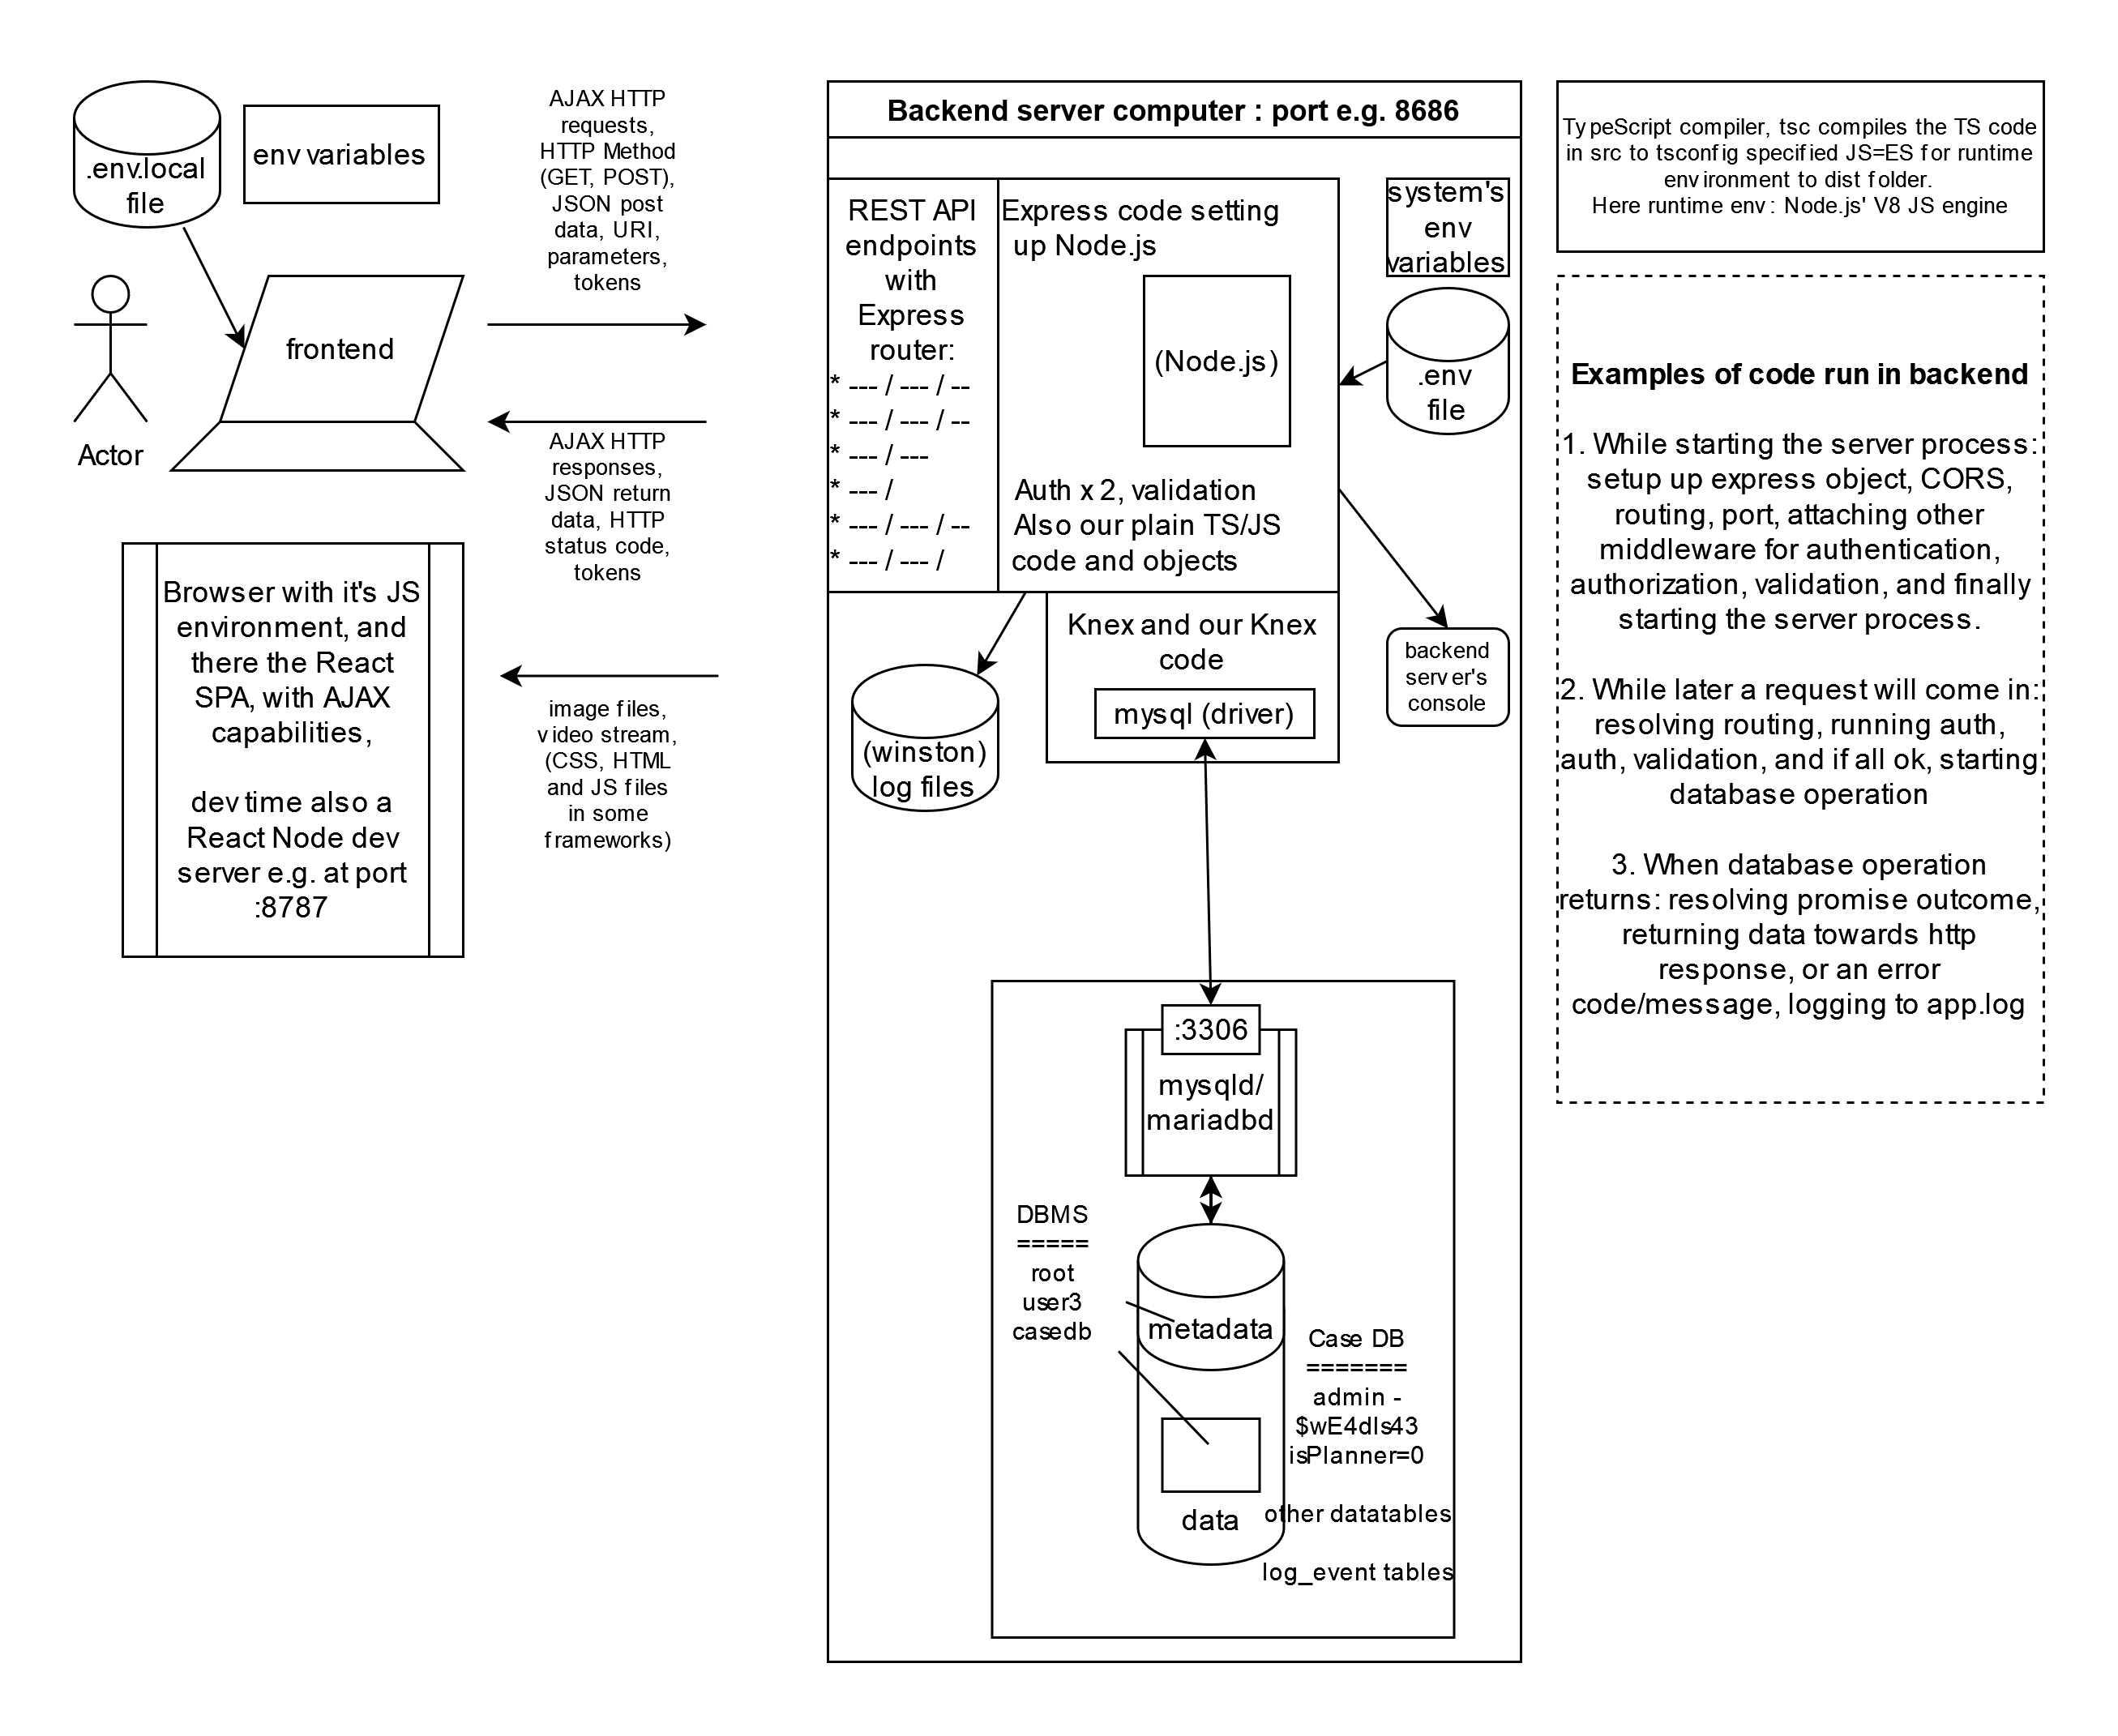 .env.local
file
env variables
AJAX HTTP
requests,
HTTP Method
(GET, POST),
JSON post
data, URI,
parameters,
tokens
frontend
Actor
AJAX HTTP
responses,
JSON return
data, HTTP
status code,
tokens
Browser with it's JS
environment, and
there the React
SPA, with AJAX
capabilities,
dev time also a
React Node dev
server e.g. at port
:8787
image files,
video stream,
(CSS, HTML
and JS files
in some
frameworks)
Backend server computer : port e.g. 8686
REST API
endpoints
with
Express
router:
* --- / --- / --
* --- / --- / --
* --- / ---
* --- /
* --- / --- / --
* --- / --- /
Express code setting
up Node.js
(Node.js)
Auth x 2, validation
Also our plain TS/JS
code and objects
system's
env
variables
.env
file
Knex and our Knex
code
mysql (driver)
(winston)
log files
backend
server's
console
:3306
mysqld/
mariadbd
DBMS
=====
root
user3
casedb
metadata
data
Case DB
=======
admin -
$wE4dls43
isPlanner=0
other datatables
log_event tables
TypeScript compiler, tsc compiles the TS code
in src to tsconfig specified JS=ES for runtime
environment to dist folder.
Here runtime env: Node.js' V8 JS engine
Examples of code run in backend
1. While starting the server process:
setup up express object, CORS,
routing, port, attaching other
middleware for authentication,
authorization, validation, and finally
starting the server process.
2. While later a request will come in:
resolving routing, running auth,
auth, validation, and if all ok, starting
database operation
3. When database operation
returns: resolving promise outcome,
returning data towards http
response, or an error
code/message, logging to app.log